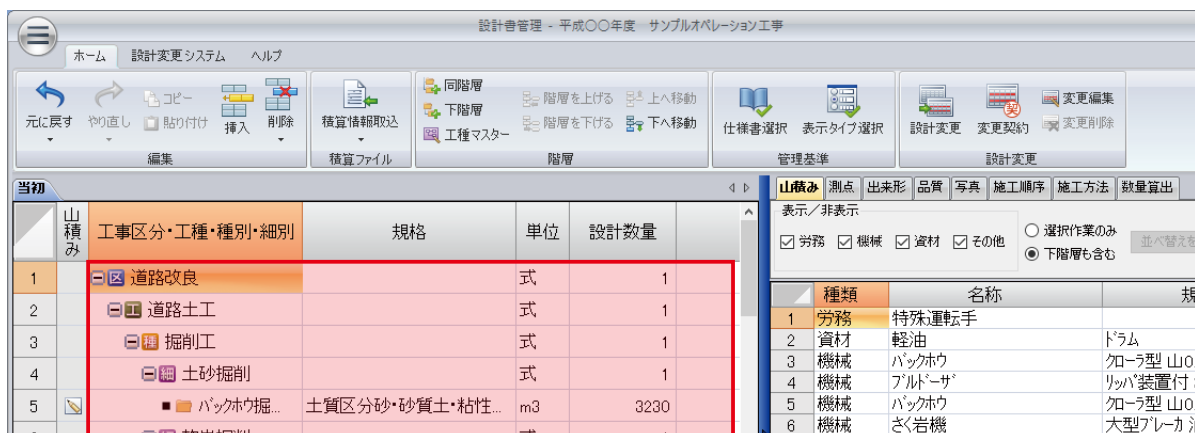 設計書管理 - 平成〇〇年度　サンプルオペレーション工事
ホーム 設計変更システム ヘルプ
元に戻す やり直し コピー 貼り付け 挿入 削除
編集
積算情報取込
積算ファイル
同階層 階層を上げる 上へ移動
下階層 階層を下げる 下へ移動
工種マスター
階層
仕様書選択 表示タイプ選択
管理基準
設計変更 変更契約 変更編集 変更削除
設計変更
当初
山積み 工事区分・工種・種別・細別 規格 単位 設計数量
1 区 道路改良 式 1
2 工 道路土工 式 1
3 種 掘削工 式 1
4 細 土砂掘削 式 1
5 バックホウ掘... 土質区分砂・砂質土・粘性... m3 3230
山積み 測点 出来形 品質 写真 施工順序 施工方法 数量算出
表示／非表示
労務 機械 資材 その他
選択作業のみ
下階層も含む
並べ替えを
種類 名称 規
1 労務 特殊運転手
2 資材 軽油 ドラム
3 機械 バックホウ クローラ型 山0.
4 機械 ブルドーザ リッパ装置付
5 機械 バックホウ クローラ型 山0.
6 機械 さく岩機 大型ブレーカ